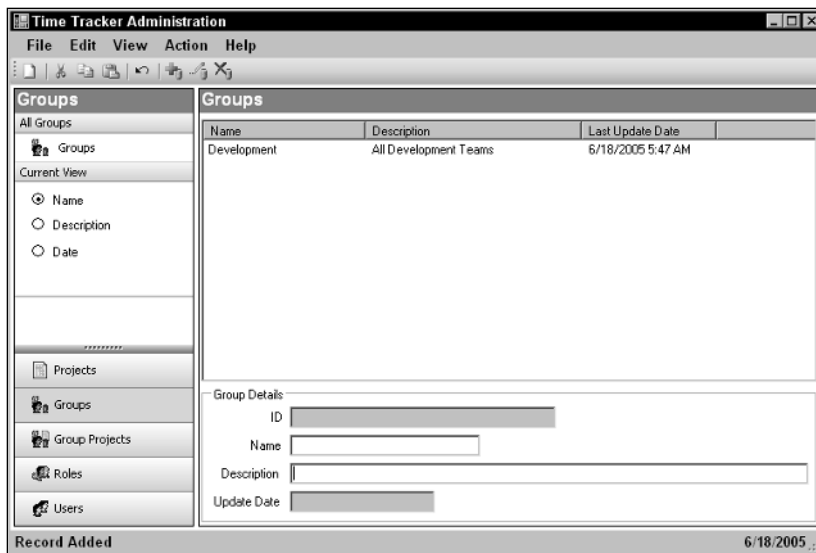 Time Tracker Administration
File Edit View Action Help
Groups
All Groups
Groups
Current View
Name
Description
Date
Projects
Groups
Group Projects
Roles
Users
Groups
Name Description Last Update Date
Development All Development Teams 6/18/2005 5:47 AM
Group Details
ID
Name
Description
Update Date
Record Added 6/18/2005